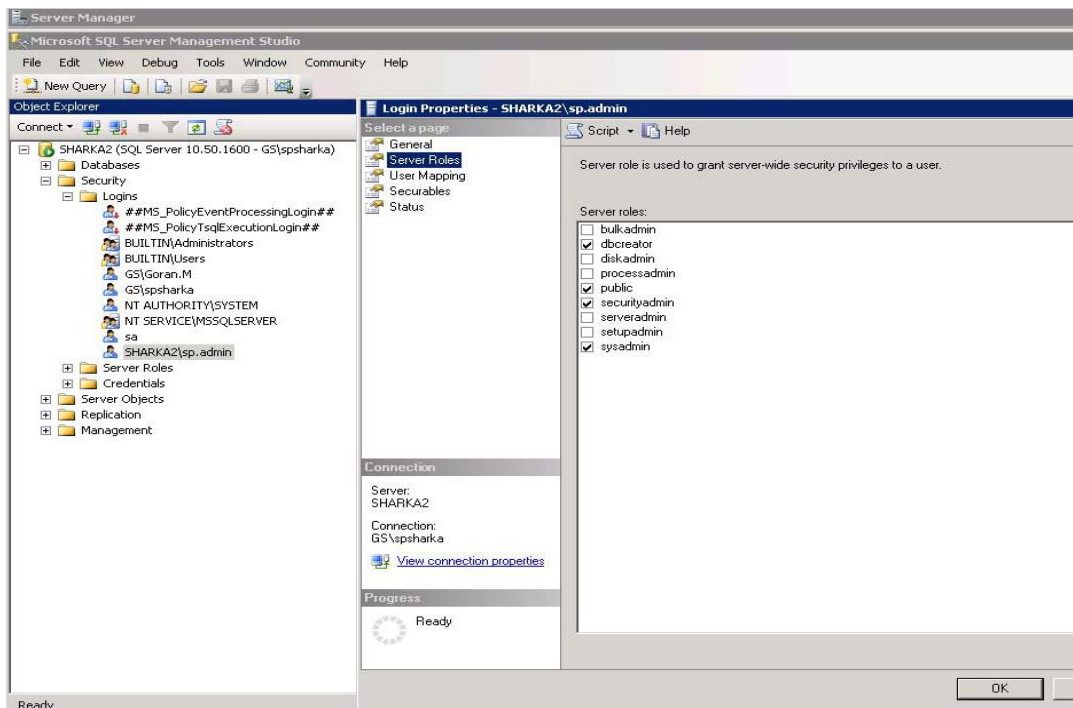 Server Manager
Microsoft SQL Server Management Studio
File Edit View Debug Tools Window Community Help
New Query
Object Explorer
Connect
SHARKA2 (SQL Server 10.50.1600 - GS\spsharka)
Databases
Security
Logins
##MS_PolicyEventProcessingLogin##
##MS_PolicyTsqlExecutionLogin##
BUILTIN\Administrators
BUILTIN\Users
GS\Goran.M
GS\spsharka
NT AUTHORITY\SYSTEM
NT SERVICE\MSSQLSERVER
sa
SHARKA2\sp.admin
Server Roles
Credentials
Server Objects
Replication
Management
Ready
Login Properties - SHARKA2\sp.admin
Select a page
General
Server Roles
User Mapping
Securables
Status
Connection
Server:
SHARKA2
Connection:
GS\spsharka
View connection properties
Progress
Ready
Script Help
Server role is used to grant server-wide security privileges to a user.
Server roles:
bulkadmin
dbcreator
diskadmin
processadmin
public
securityadmin
serveradmin
setupadmin
sysadmin
OK